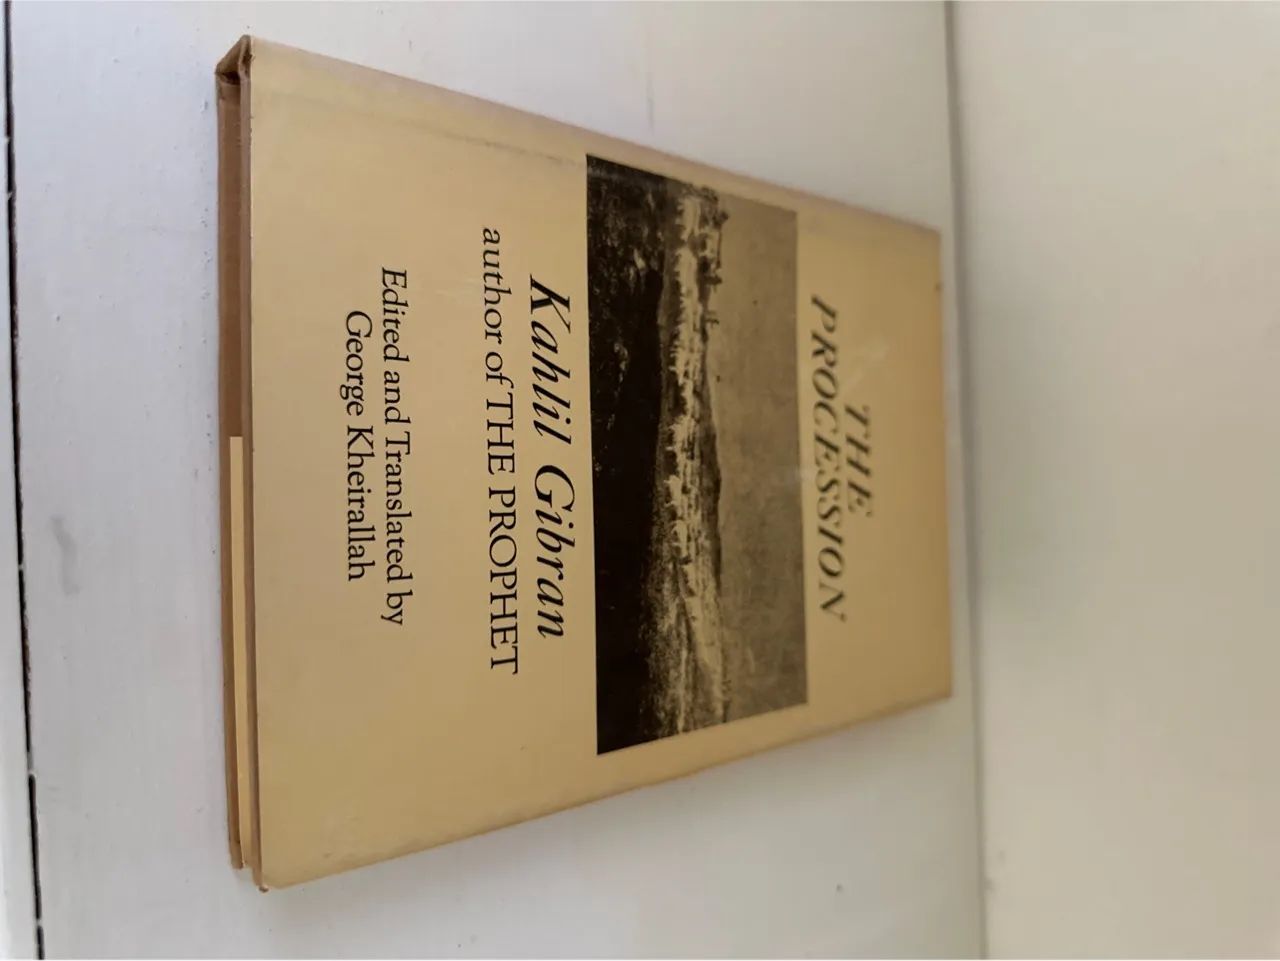 THE
PROCESSION
Kahlil Gibran
author of THE PROPHET
Edited and Translated by
George Kheirallah